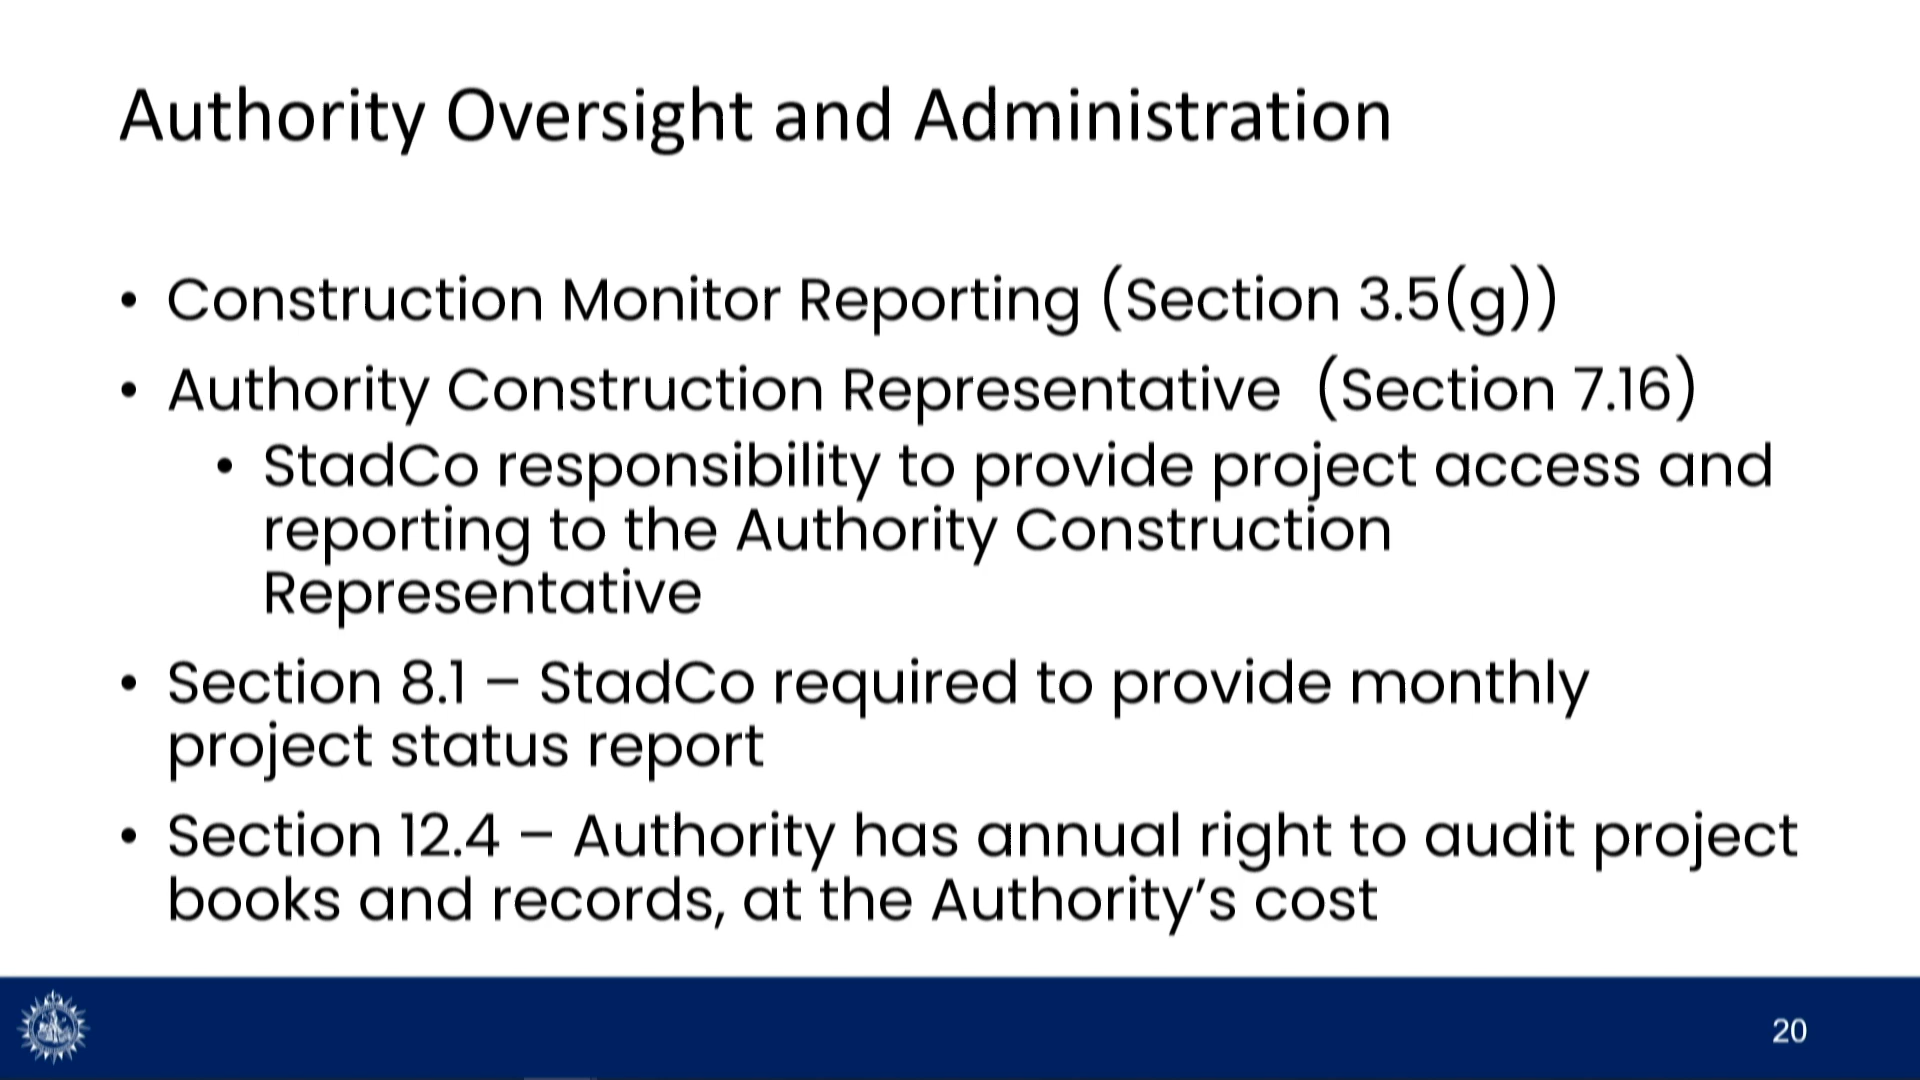 Authority Oversight and Administration
• Construction Monitor Reporting (Section 3.5(g))
• Authority Construction Representative  (Section 7.16)
• StadCo responsibility to provide project access and
reporting to the Authority Construction
Representative
• Section 8.1 – StadCo required to provide monthly
project status report
• Section 12.4 – Authority has annual right to audit project
books and records, at the Authority’s cost
20